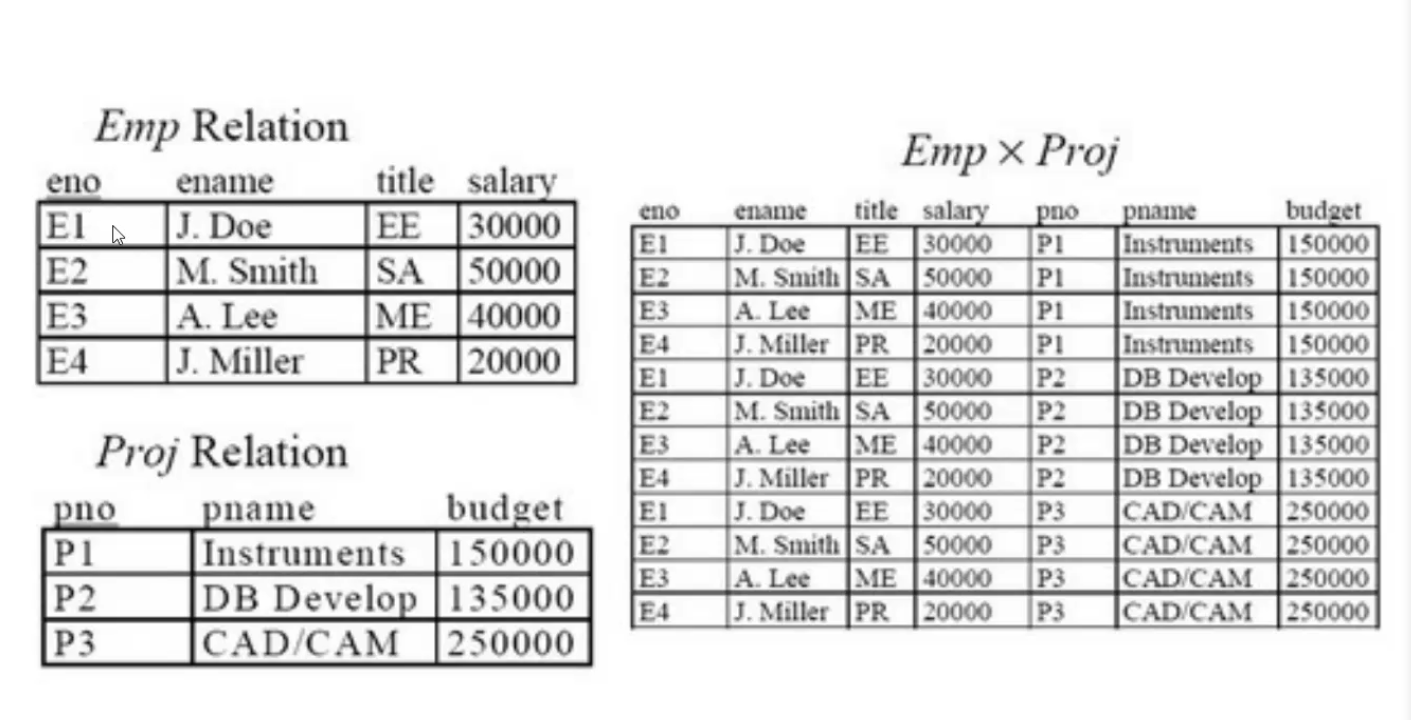 Emp Relation
eno ename title salary
E1 J. Doe EE 30000
E2 M. Smith SA 50000
E3 A. Lee ME 40000
E4 J. Miller PR 20000
Proj Relation
pno pname budget
P1 Instruments 150000
P2 DB Develop 135000
P3 CAD/CAM 250000
Emp × Proj
eno ename title salary pno pname budget
E1 J. Doe EE 30000 P1 Instruments 150000
E2 M. Smith SA 50000 P1 Instruments 150000
E3 A. Lee ME 40000 P1 Instruments 150000
E4 J. Miller PR 20000 P1 Instruments 150000
E1 J. Doe EE 30000 P2 DB Develop 135000
E2 M. Smith SA 50000 P2 DB Develop 135000
E3 A. Lee ME 40000 P2 DB Develop 135000
E4 J. Miller PR 20000 P2 DB Develop 135000
E1 J. Doe EE 30000 P3 CAD/CAM 250000
E2 M. Smith SA 50000 P3 CAD/CAM 250000
E3 A. Lee ME 40000 P3 CAD/CAM 250000
E4 J. Miller PR 20000 P3 CAD/CAM 250000